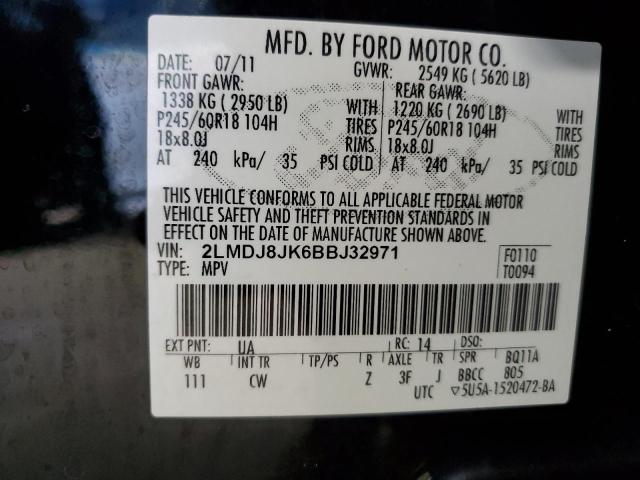 MFD. BY FORD MOTOR CO.
DATE: 07/11 GVWR: 2549 KG ( 5620 LB)
FRONT GAWR: REAR GAWR:
1338 KG ( 2950 LB) WITH 1220 KG ( 2690 LB) WITH
P245/60R18 104H TIRES P245/60R18 104H TIRES
18x8.0J RIMS 18x8.0J RIMS
AT 240 kPa/ 35 PSI COLD AT 240 kPa/ 35 PSI COLD
THIS VEHICLE CONFORMS TO ALL APPLICABLE FEDERAL MOTOR
VEHICLE SAFETY AND THEFT PREVENTION STANDARDS IN
EFFECT ON THE DATE OF MANUFACTURE SHOWN ABOVE.
VIN: 2LMDJ8JK6BBJ32971 F0110
TYPE: MPV T0094
EXT PNT: UA RC: 14 DSO:
WB INT TR TP/PS R AXLE TR SPR BQ11A
111 CW Z 3F J BBCC 805
UTC ▽5U5A-1520472-BA